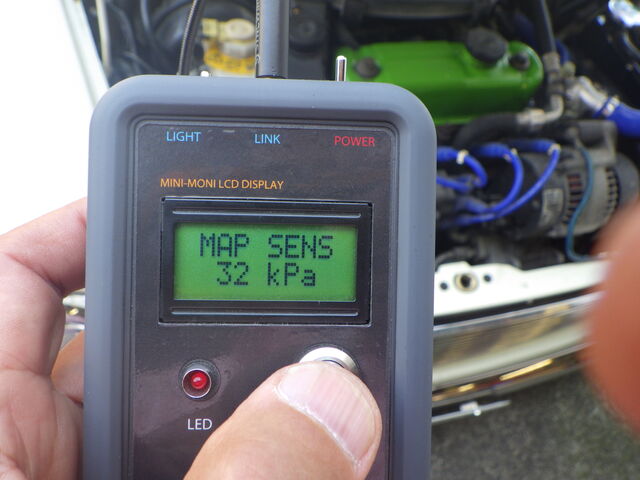 LIGHT LINK POWER
MINI-MONI LCD DISPLAY
MAP SENS
32 kPa
LED